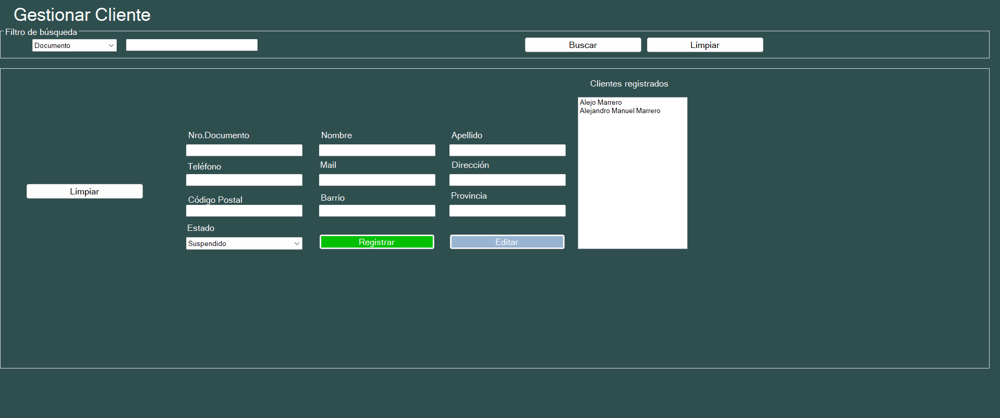 Gestionar Cliente
Filtro de búsqueda
Documento
Buscar
Limpiar
Clientes registrados
Alejo Marrero
Alejandro Manuel Marrero
Nro.Documento
Nombre
Apellido
Teléfono
Mail
Dirección
Limpiar
Código Postal
Barrio
Provincia
Estado
Suspendido
Registrar
Editar